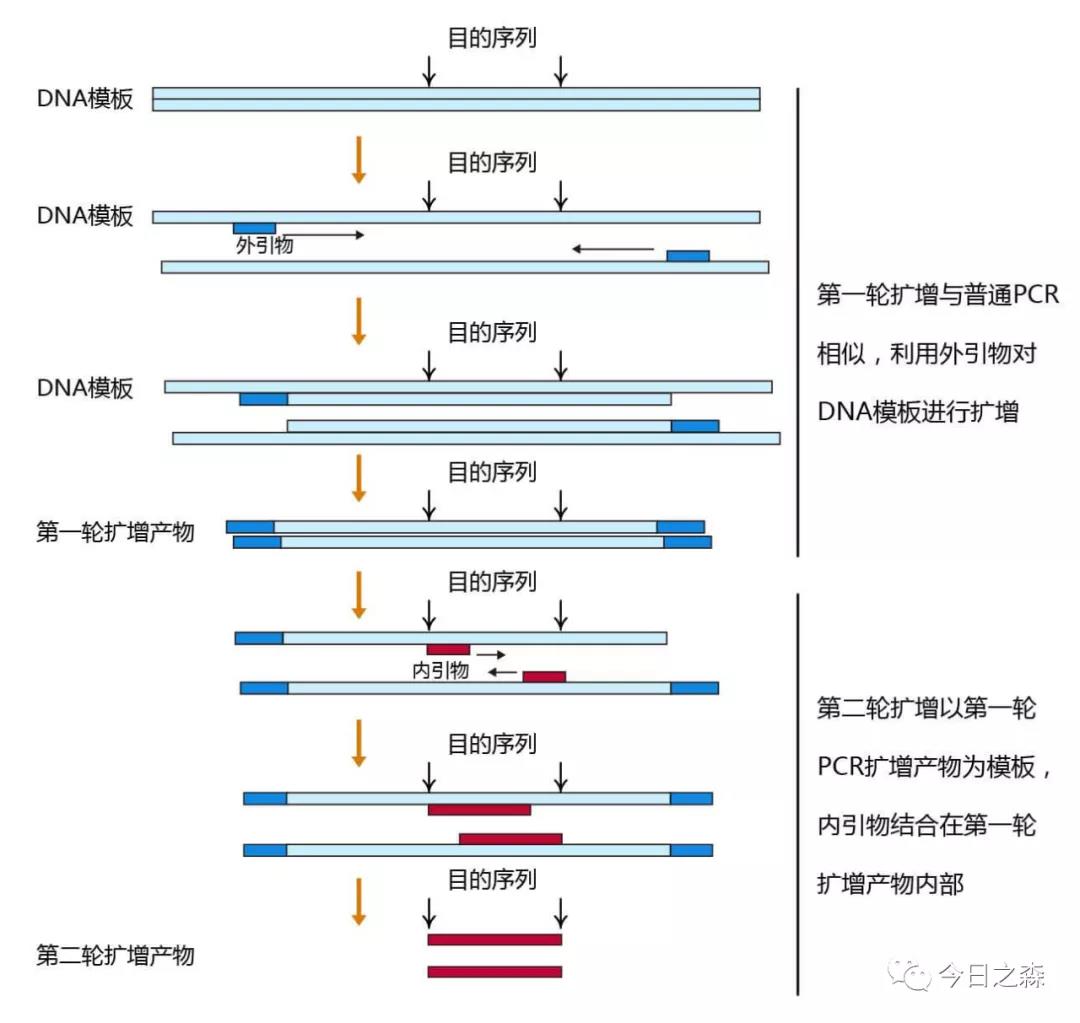 目的序列
DNA模板
目的序列
DNA模板
外引物
目的序列
DNA模板
目的序列
第一轮扩增产物
第一轮扩增与普通PCR
相似，利用外引物对
DNA模板进行扩增
目的序列
内引物
目的序列
目的序列
第二轮扩增产物
第二轮扩增以第一轮
PCR扩增产物为模板，
内引物结合在第一轮
扩增产物内部
今日之森